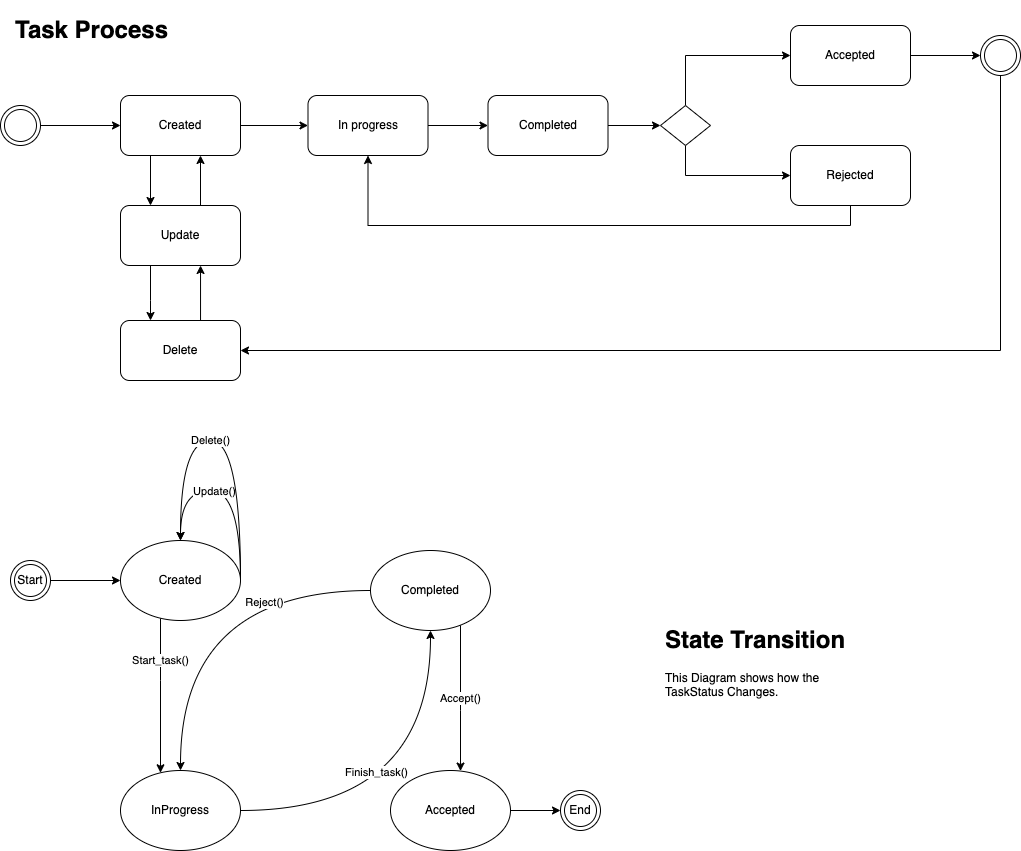 Task Process
Accepted
Created
In progress
Completed
Rejected
Update
Delete
Delete()
Update()
Start
Created
Completed
Reject()
State Transition
Start_task()
This Diagram shows how the
TaskStatus Changes.
Accept()
Finish_task()
InProgress
Accepted
End